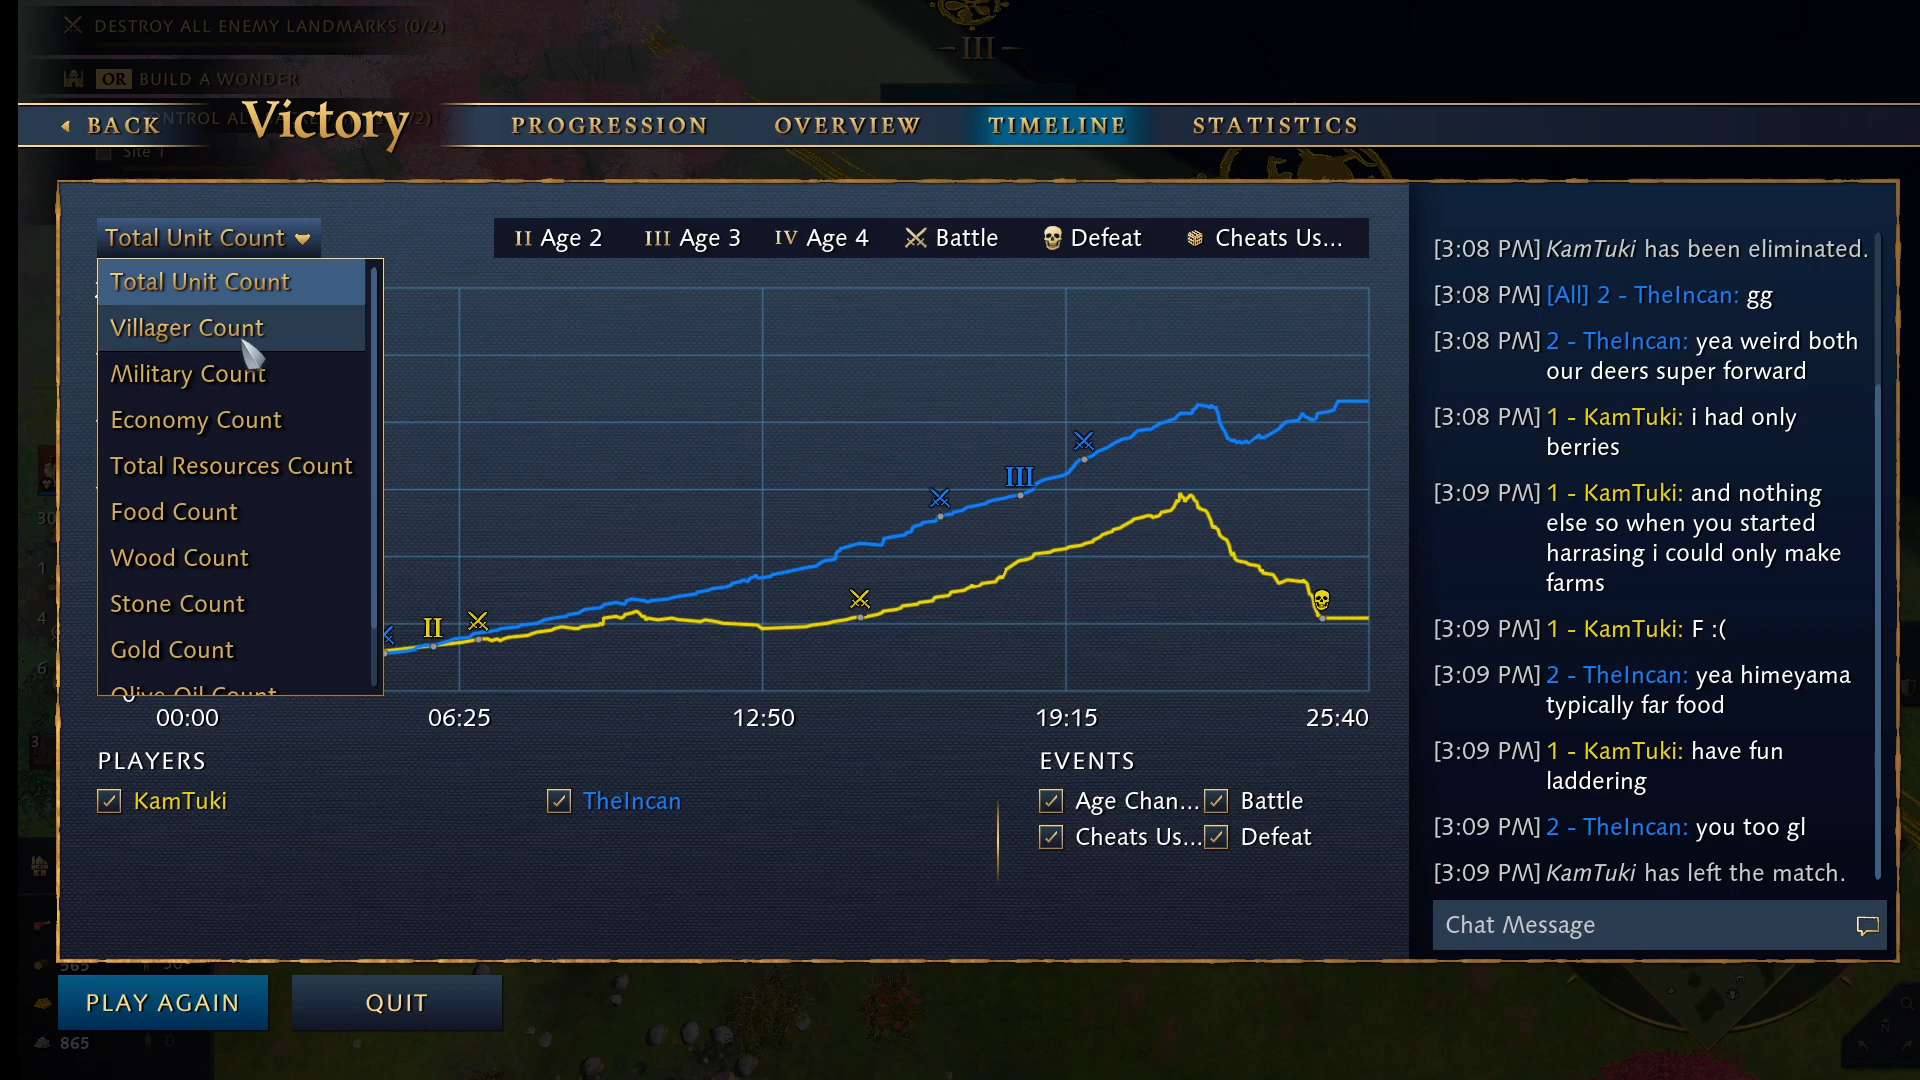 DESTROY ALL ENEMY LANDMARKS (0/2)
III
OR BUILD A WONDER
BACK
Victory
PROGRESSION
OVERVIEW
TIMELINE
STATISTICS
Site 1
Total Unit Count
II Age 2
III Age 3
IV Age 4
Battle
Defeat
Cheats Us...
Total Unit Count
Villager Count
Military Count
Economy Count
Total Resources Count
Food Count
Wood Count
Stone Count
Gold Count
Olive Oil Count
II
III
0
00:00
06:25
12:50
19:15
25:40
PLAYERS
KamTuki
TheIncan
EVENTS
Age Chan...
Battle
Cheats Us...
Defeat
[3:08 PM] KamTuki has been eliminated.
[3:08 PM] [All] 2 - TheIncan: gg
[3:08 PM] 2 - TheIncan: yea weird both
our deers super forward
[3:08 PM] 1 - KamTuki: i had only
berries
[3:09 PM] 1 - KamTuki: and nothing
else so when you started
harrasing i could only make
farms
[3:09 PM] 1 - KamTuki: F :(
[3:09 PM] 2 - TheIncan: yea himeyama
typically far food
[3:09 PM] 1 - KamTuki: have fun
laddering
[3:09 PM] 2 - TheIncan: you too gl
[3:09 PM] KamTuki has left the match.
Chat Message
PLAY AGAIN
QUIT
865